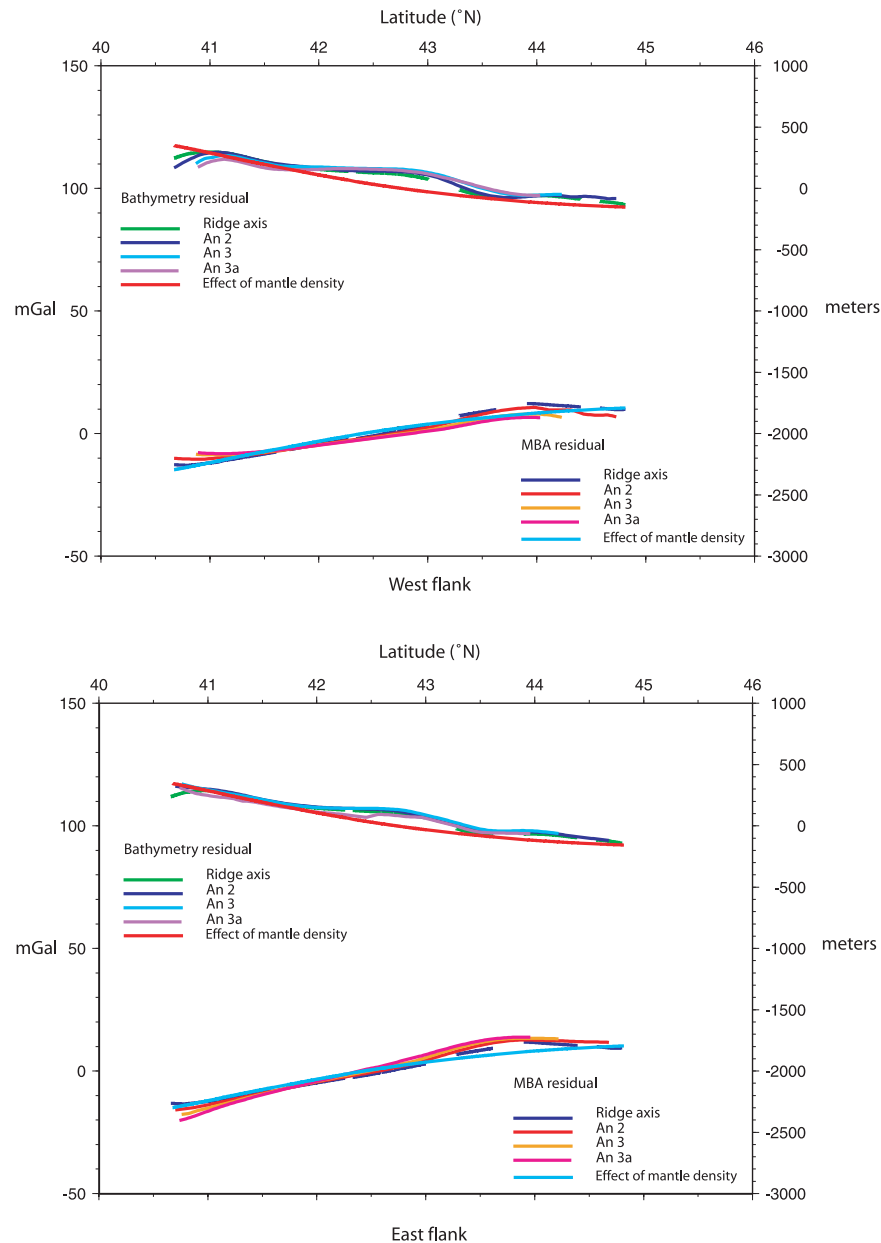 Latitude (˚N)
40 41 42 43 44 45 46
150 1000
500
100 0
Bathymetry residual
Ridge axis
An 2
An 3
An 3a
Effect of mantle density
-500
mGal 50 -1000 meters
-1500
0 -2000
MBA residual
Ridge axis
An 2
An 3
An 3a
Effect of mantle density
-2500
-50 -3000
West flank
Latitude (˚N)
40 41 42 43 44 45 46
150 1000
500
100 0
Bathymetry residual
Ridge axis
An 2
An 3
An 3a
Effect of mantle density
-500
mGal 50 -1000 meters
-1500
0 -2000
MBA residual
Ridge axis
An 2
An 3
An 3a
Effect of mantle density
-2500
-50 -3000
East flank